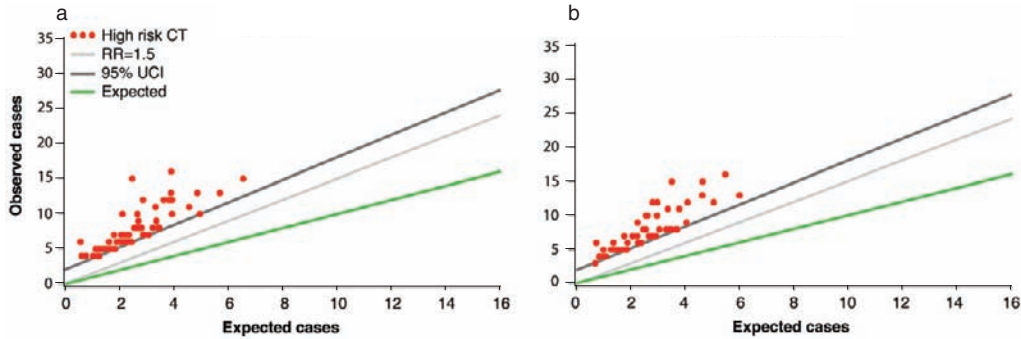 a
35
30
25
20
15
10
5
0
Observed cases
High risk CT
RR=1.5
95% UCI
Expected
0 2 4 6 8 10 12 14 16
Expected cases
b
35
30
25
20
15
10
5
0
0 2 4 6 8 10 12 14 16
Expected cases